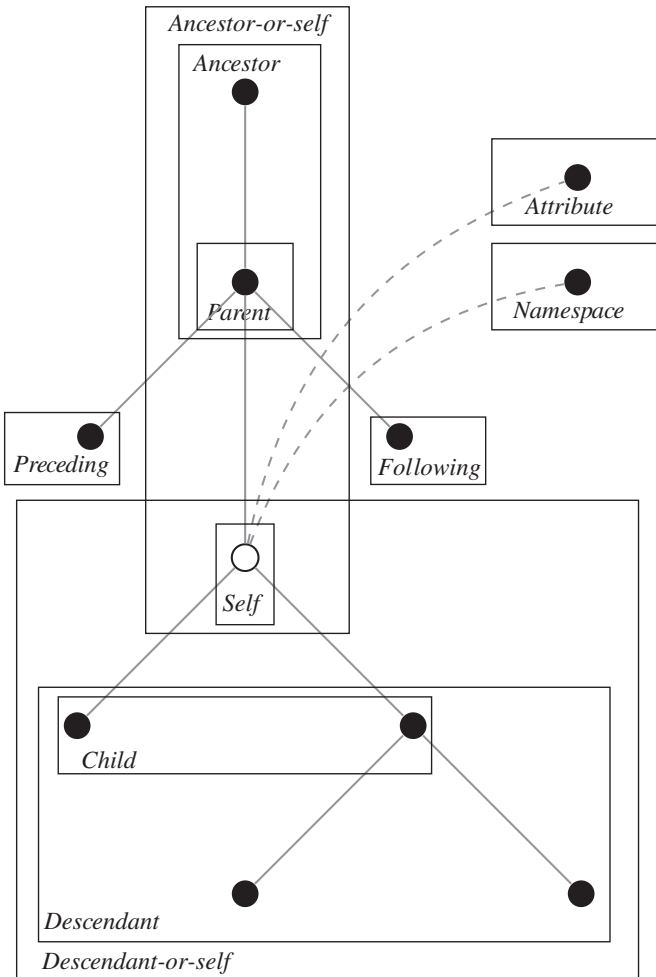 Ancestor-or-self
Ancestor
Attribute
Parent
Namespace
Preceding
Following
Self
Child
Descendant
Descendant-or-self